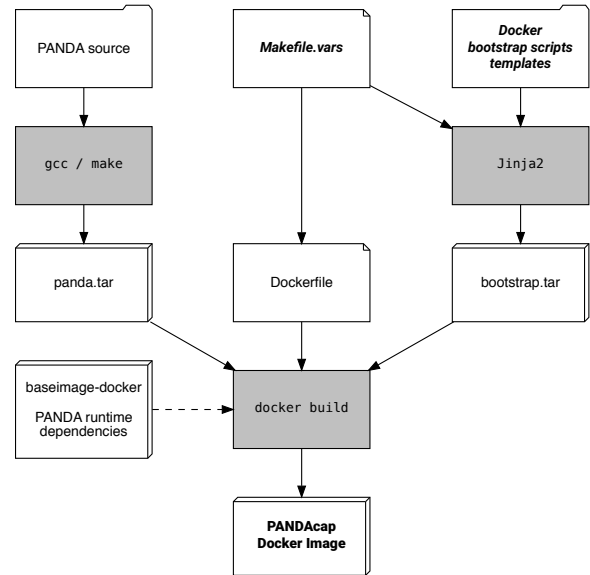 PANDA source
Makefile.vars
Docker
bootstrap scripts
templates
gcc / make
Jinja2
panda.tar
Dockerfile
bootstrap.tar
baseimage-docker
PANDA runtime
dependencies
docker build
PANDAcap
Docker Image